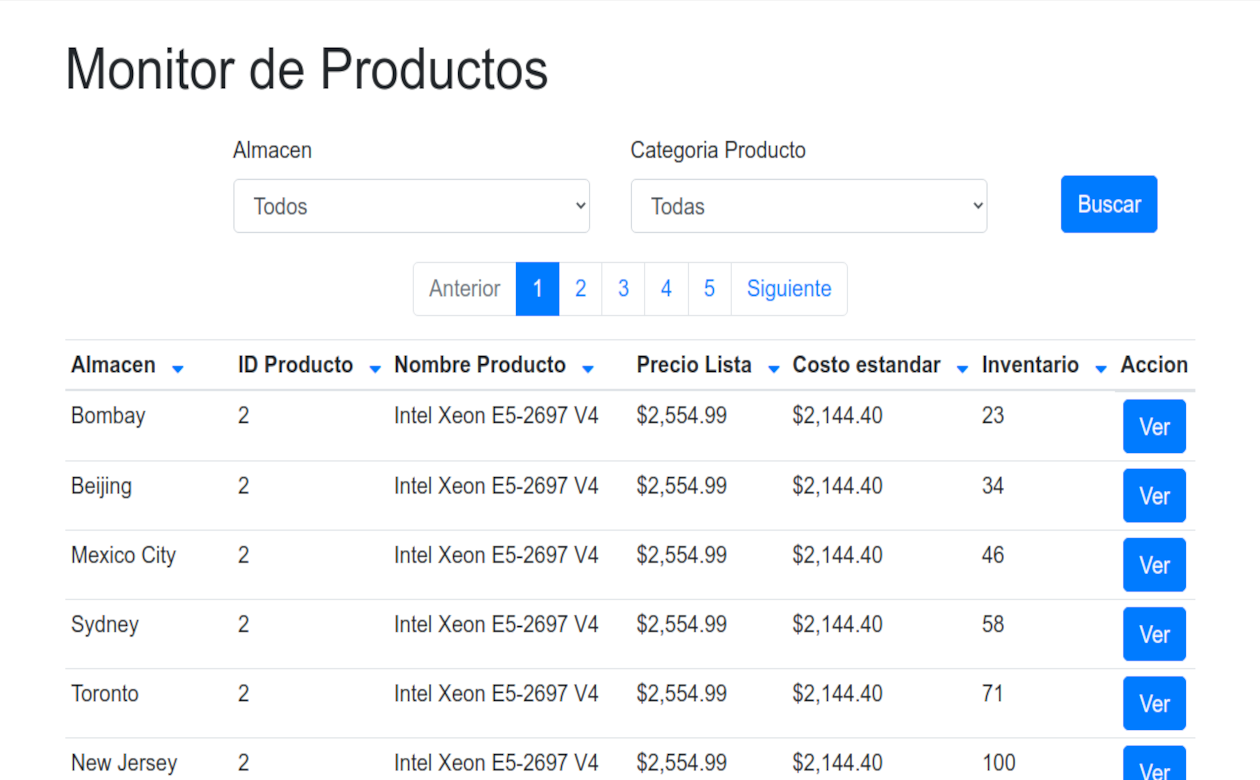 Monitor de Productos
Almacen Categoria Producto
Todos Todas Buscar
Anterior 1 2 3 4 5 Siguiente
Almacen ID Producto Nombre Producto Precio Lista Costo estandar Inventario Accion
Bombay 2 Intel Xeon E5-2697 V4 $2,554.99 $2,144.40 23 Ver
Beijing 2 Intel Xeon E5-2697 V4 $2,554.99 $2,144.40 34 Ver
Mexico City 2 Intel Xeon E5-2697 V4 $2,554.99 $2,144.40 46 Ver
Sydney 2 Intel Xeon E5-2697 V4 $2,554.99 $2,144.40 58 Ver
Toronto 2 Intel Xeon E5-2697 V4 $2,554.99 $2,144.40 71 Ver
New Jersey 2 Intel Xeon E5-2697 V4 $2,554.99 $2,144.40 100 Ver